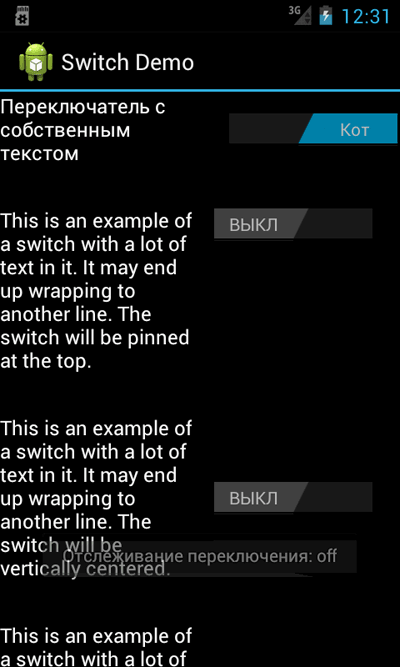 3G 12:31
Switch Demo
Переключатель с
собственным
текстом
Кот
This is an example of
a switch with a lot of
text in it. It may end
up wrapping to
another line. The
switch will be pinned
at the top.
ВЫКЛ
This is an example of
a switch with a lot of
text in it. It may end
up wrapping to
another line. The
switch will be
vertically centered.
ВЫКЛ
Отслеживание переключения: off
This is an example of
a switch with a lot of